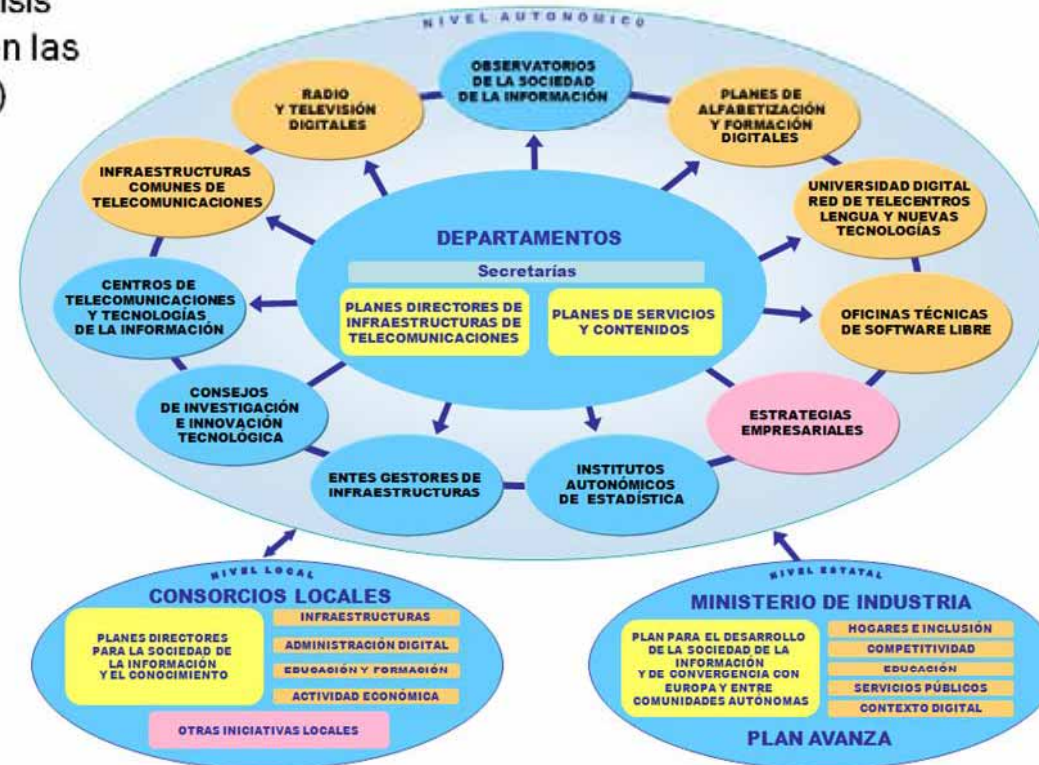 n las
)
NIVEL AUTONÓMICO
OBSERVATORIOS
DE LA SOCIEDAD
DE LA INFORMACIÓN
RADIO
Y TELEVISIÓN
DIGITALES
PLANES DE
ALFABETIZACIÓN
Y FORMACIÓN
DIGITALES
INFRAESTRUCTURAS
COMUNES DE
TELECOMUNICACIONES
UNIVERSIDAD DIGITAL
RED DE TELECENTROS
LENGUA Y NUEVAS
TECNOLOGÍAS
DEPARTAMENTOS
Secretarías
PLANES DIRECTORES DE
INFRAESTRUCTURAS DE
TELECOMUNICACIONES
PLANES DE SERVICIOS
Y CONTENIDOS
CENTROS DE
TELECOMUNICACIONES
Y TECNOLOGÍAS
DE LA INFORMACIÓN
OFICINAS TÉCNICAS
DE SOFTWARE LIBRE
CONSEJOS
DE INVESTIGACIÓN
E INNOVACIÓN
TECNOLÓGICA
ESTRATEGIAS
EMPRESARIALES
ENTES GESTORES DE
INFRAESTRUCTURAS
INSTITUTOS
AUTONÓMICOS
DE ESTADÍSTICA
NIVEL LOCAL
CONSORCIOS LOCALES
PLANES DIRECTORES
PARA LA SOCIEDAD DE
LA INFORMACIÓN
Y EL CONOCIMIENTO
INFRAESTRUCTURAS
ADMINISTRACIÓN DIGITAL
EDUCACIÓN Y FORMACIÓN
ACTIVIDAD ECONÓMICA
OTRAS INICIATIVAS LOCALES
NIVEL ESTATAL
MINISTERIO DE INDUSTRIA
PLAN PARA EL DESARROLLO
DE LA SOCIEDAD DE LA
INFORMACIÓN
Y DE CONVERGENCIA CON
EUROPA Y ENTRE
COMUNIDADES AUTÓNOMAS
HOGARES E INCLUSIÓN
COMPETITIVIDAD
EDUCACIÓN
SERVICIOS PÚBLICOS
CONTEXTO DIGITAL
PLAN AVANZA